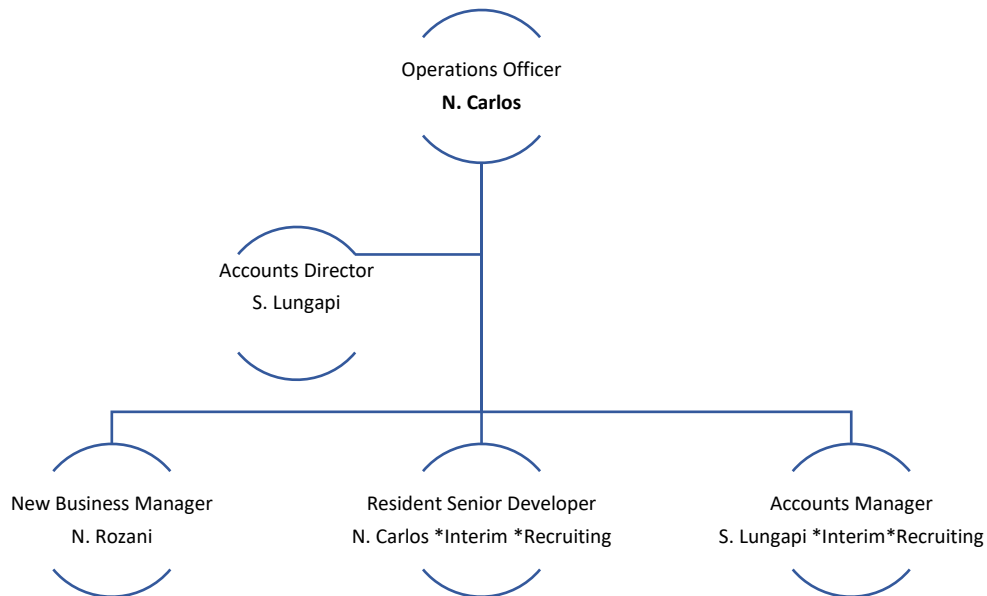 Operations Officer
N. Carlos
Accounts Director
S. Lungapi
New Business Manager
N. Rozani
Resident Senior Developer
N. Carlos *Interim *Recruiting
Accounts Manager
S. Lungapi *Interim*Recruiting